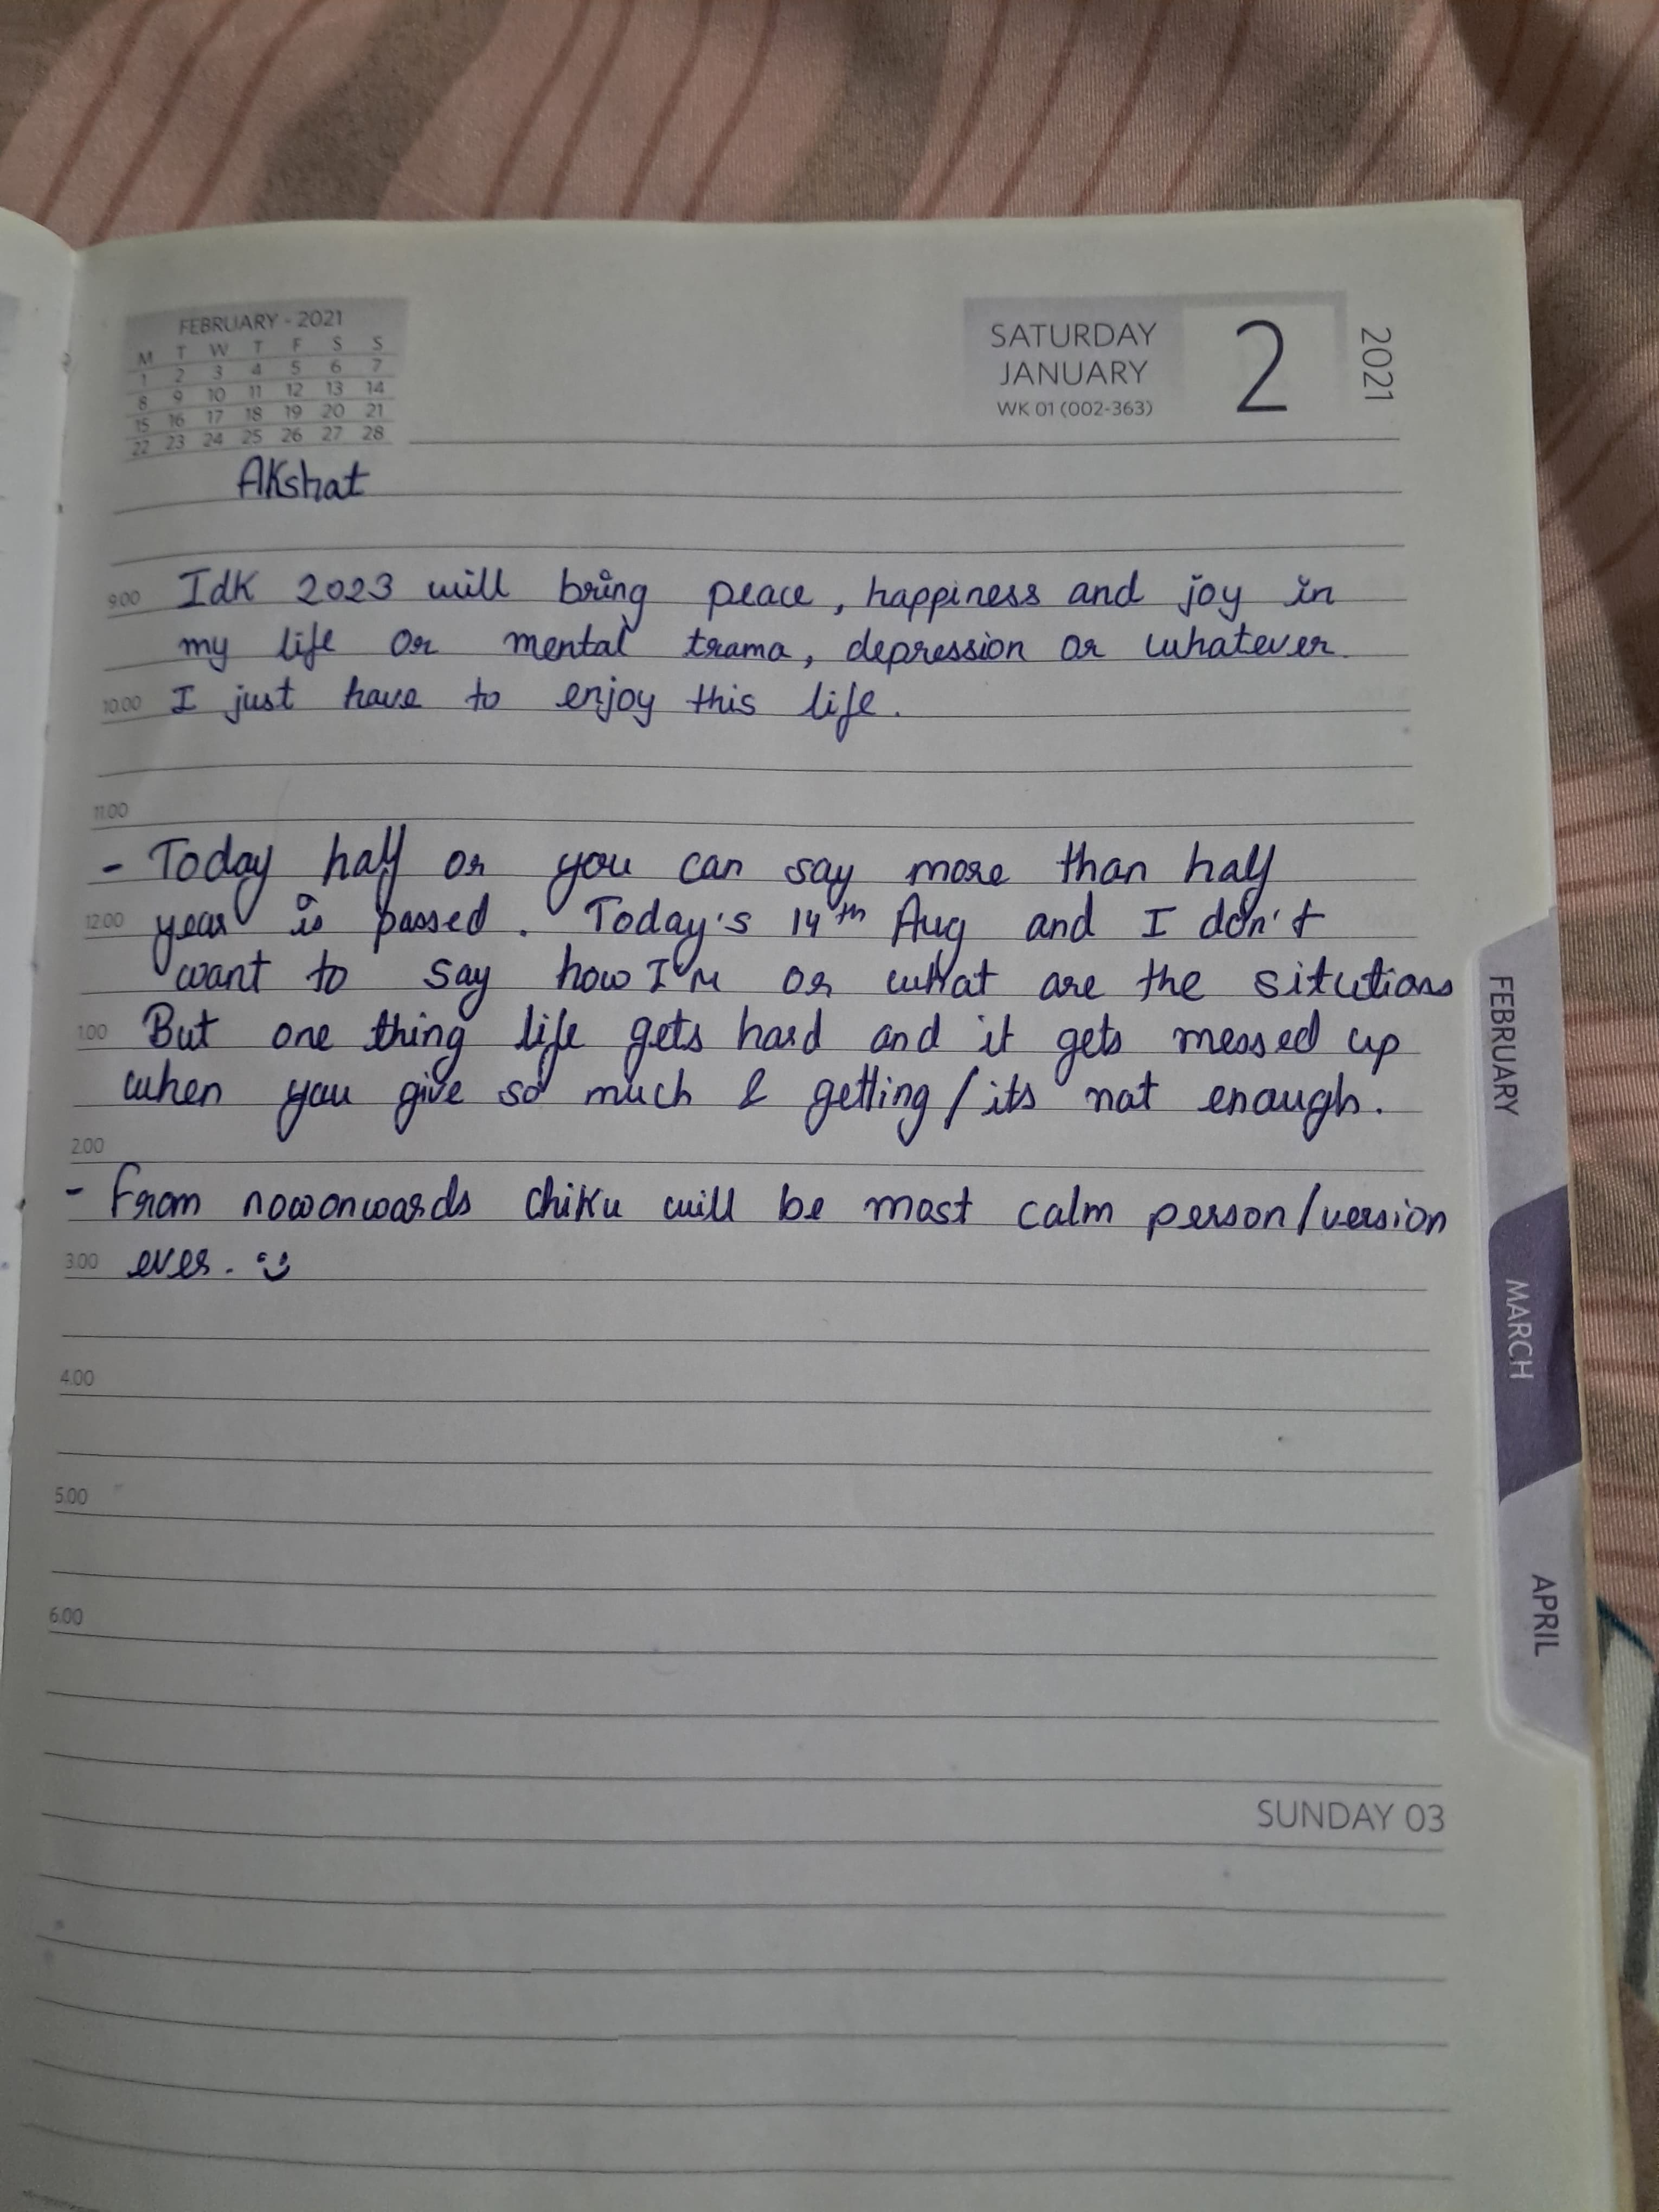 FEBRUARY - 2021
M T W T F S S
1 2 3 4 5 6 7
8 9 10 11 12 13 14
15 16 17 18 19 20 21
22 23 24 25 26 27 28
SATURDAY
JANUARY
WK 01 (002-363)
2
2021
Akshat
9.00 Idk 2023 will bring peace, happiness and joy in
my life or mental trama, depression or whatever.
10.00 I just have to enjoy this life.
11.00
- Today half or you can say more than half
12.00 year is passed. Today's 14th Aug and I don't
want to say how I'm or what are the situtions
1.00 But one thing life gets hard and it gets messed up
when you give so much & getting/its not enough.
2.00
- From nowonwards chiku will be most calm person/version
3.00 ever. :)
4.00
5.00
6.00
SUNDAY 03
FEBRUARY
MARCH
APRIL